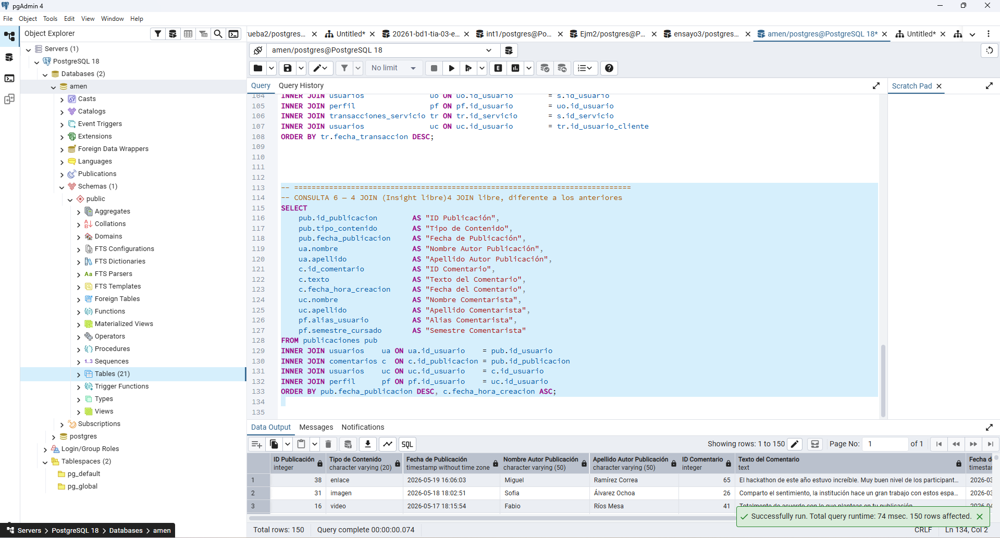 pgAdmin 4
File Object Tools Edit View Window Help
Object Explorer
ueba2/postgres... Untitled* 20261-bd1-tia-03-e... int1/postgres@Po... Ejm2/postgres@P... ensayo3/postgres... amen/postgres@PostgreSQL 18* Untitled*
Servers (1)
PostgreSQL 18
Databases (2)
amen
Casts
Catalogs
Event Triggers
Extensions
Foreign Data Wrappers
Languages
Publications
Schemas (1)
public
Aggregates
Collations
Domains
FTS Configurations
FTS Dictionaries
Aa FTS Parsers
FTS Templates
Foreign Tables
Functions
Materialized Views
Operators
Procedures
1..3 Sequences
Tables (21)
Trigger Functions
Types
Views
Subscriptions
postgres
Login/Group Roles
Tablespaces (2)
pg_default
pg_global
Servers > PostgreSQL 18 > Databases > amen
amen/postgres@PostgreSQL 18
No limit
Query Query History
Scratch Pad
104 INNER JOIN usuarios uo ON uo.id_usuario = s.id_usuario
105 INNER JOIN perfil pf ON pf.id_usuario = uo.id_usuario
106 INNER JOIN transacciones_servicio tr ON tr.id_servicio = s.id_servicio
107 INNER JOIN usuarios uc ON uc.id_usuario = tr.id_usuario_cliente
108 ORDER BY tr.fecha_transaccion DESC;
109
110
111
112
113 -- =============================================================================
114 -- CONSULTA 6 — 4 JOIN (Insight libre)4 JOIN libre, diferente a los anteriores
115 SELECT
116 pub.id_publicacion AS "ID Publicación",
117 pub.tipo_contenido AS "Tipo de Contenido",
118 pub.fecha_publicacion AS "Fecha de Publicación",
119 ua.nombre AS "Nombre Autor Publicación",
120 ua.apellido AS "Apellido Autor Publicación",
121 c.id_comentario AS "ID Comentario",
122 c.texto AS "Texto del Comentario",
123 c.fecha_hora_creacion AS "Fecha del Comentario",
124 uc.nombre AS "Nombre Comentarista",
125 uc.apellido AS "Apellido Comentarista",
126 pf.alias_usuario AS "Alias Comentarista",
127 pf.semestre_cursado AS "Semestre Comentarista"
128 FROM publicaciones pub
129 INNER JOIN usuarios ua ON ua.id_usuario = pub.id_usuario
130 INNER JOIN comentarios c ON c.id_publicacion = pub.id_publicacion
131 INNER JOIN usuarios uc ON uc.id_usuario = c.id_usuario
132 INNER JOIN perfil pf ON pf.id_usuario = uc.id_usuario
133 ORDER BY pub.fecha_publicacion DESC, c.fecha_hora_creacion ASC;
134
135
Data Output Messages Notifications
SQL
Showing rows: 1 to 150
Page No: 1 of 1
ID Publicación Tipo de Contenido Fecha de Publicación Nombre Autor Publicación Apellido Autor Publicación ID Comentario Texto del Comentario Fecha d
integer character varying (20) timestamp without time zone character varying (50) character varying (50) integer text timestar
1 38 enlace 2026-05-19 16:06:03 Miguel Ramírez Correa 65 El hackathon de este año estuvo increíble. Muy buen nivel de los participant... 2026-03
2 31 imagen 2026-05-18 18:02:51 Sofia Álvarez Ochoa 26 Comparto el sentimiento, la institución hace un gran trabajo con estos espa... 2026-03
3 16 video 2026-05-17 18:15:54 Fabio Ríos Mesa 41 Totalmente de acuerdo con lo que planteas en tu publicación. 2026-04
Successfully run. Total query runtime: 74 msec. 150 rows affected.
Total rows: 150 Query complete 00:00:00.074
CRLF Ln 134, Col 2